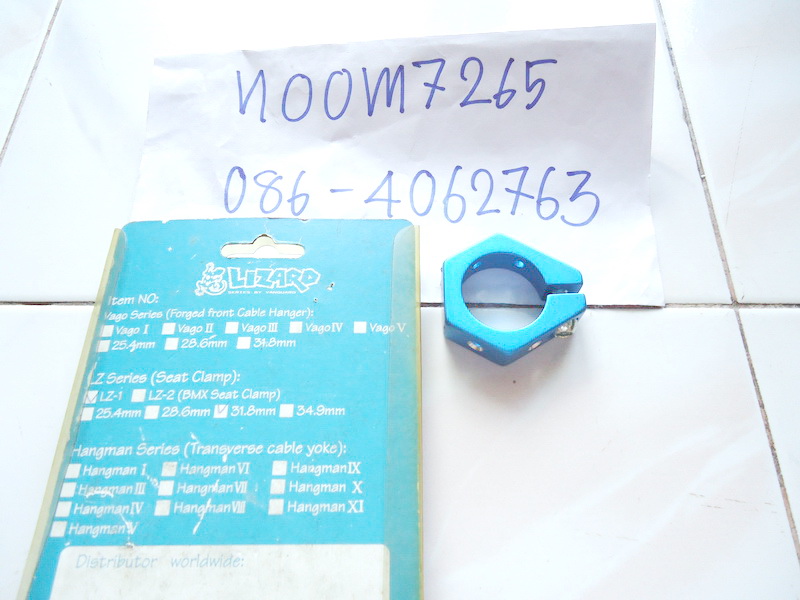 NOOM7265
086-4062763
LIZARD
Item NO:
Vago Series (Forged front Cable Hanger):
Vago I Vago II Vago III Vago IV Vago V
25.4mm 28.6mm 34.8mm
LZ Series (Seat Clamp):
LZ-1 LZ-2 (BMX Seat Clamp)
25.4mm 28.6mm 31.8mm 34.9mm
Hangman Series (Transverse cable yoke):
Hangman I Hangman VI Hangman IX
Hangman III Hangman VII Hangman X
Hangman IV Hangman VIII Hangman XI
Hangman V
Distributor worldwide: